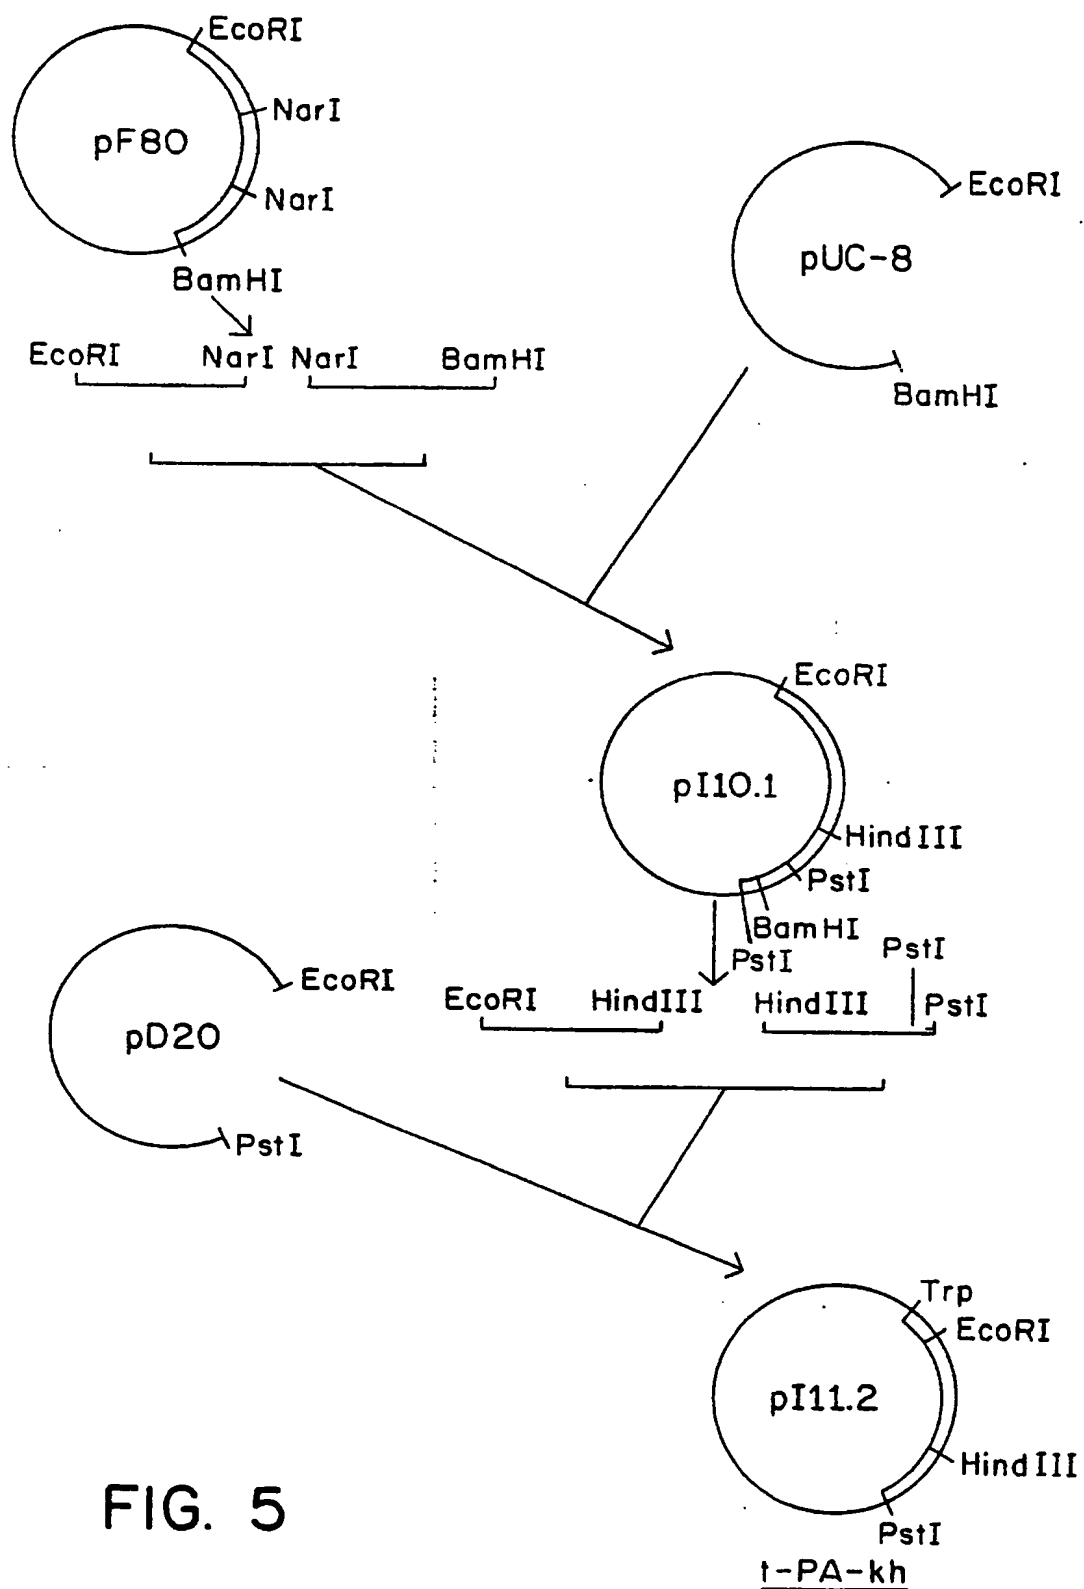 EcoRI
NarI
pF80
NarI
BamHI
EcoRI
pUC-8
BamHI
EcoRI NarI NarI BamHI
EcoRI
pI10.1
HindIII
PstI
BamHI
PstI
PstI
EcoRI HindIII HindIII PstI
EcoRI
pD20
PstI
Trp
EcoRI
pI11.2
HindIII
PstI
t-PA-kh
FIG. 5